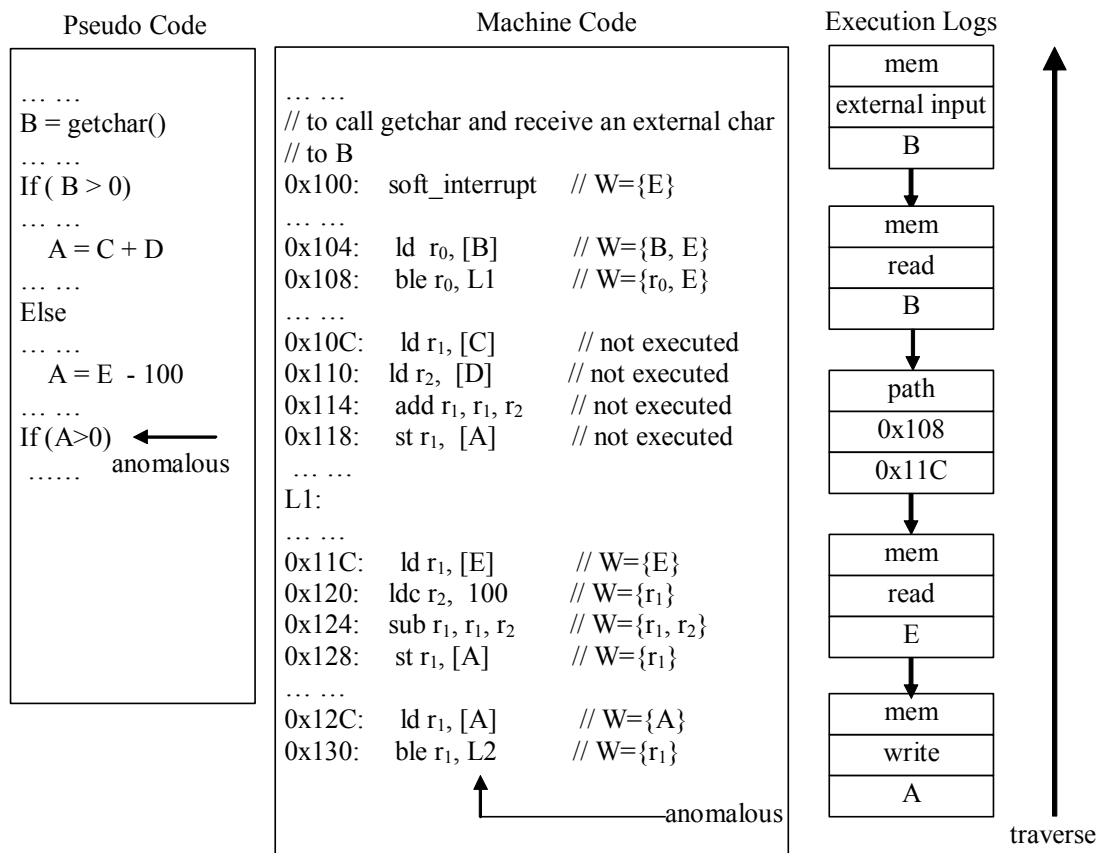 Pseudo Code
… …
B = getchar()
… …
If ( B > 0)
… …
A = C + D
… …
Else
… …
A = E - 100
… …
If (A>0)
anomalous
……
Machine Code
… …
// to call getchar and receive an external char
// to B
0x100: soft_interrupt // W={E}
… …
0x104: ld r0, [B] // W={B, E}
0x108: ble r0, L1 // W={r0, E}
… …
0x10C: ld r1, [C] // not executed
0x110: ld r2, [D] // not executed
0x114: add r1, r1, r2 // not executed
0x118: st r1, [A] // not executed
… …
L1:
… …
0x11C: ld r1, [E] // W={E}
0x120: ldc r2, 100 // W={r1}
0x124: sub r1, r1, r2 // W={r1, r2}
0x128: st r1, [A] // W={r1}
… …
0x12C: ld r1, [A] // W={A}
0x130: ble r1, L2 // W={r1}
anomalous
Execution Logs
mem
external input
B
mem
read
B
path
0x108
0x11C
mem
read
E
mem
write
A
traverse